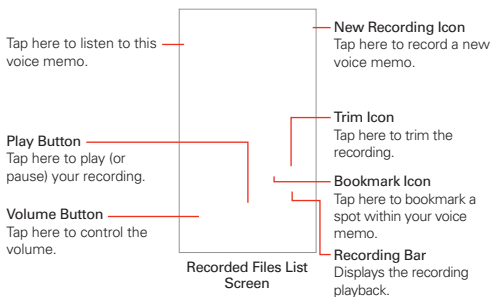 Tap here to listen to this
voice memo.
Play Button
Tap here to play (or
pause) your recording.
Volume Button
Tap here to control the
volume.
New Recording Icon
Tap here to record a new
voice memo.
Trim Icon
Tap here to trim the
recording.
Bookmark Icon
Tap here to bookmark a
spot within your voice
memo.
Recording Bar
Displays the recording
playback.
Recorded Files List
Screen